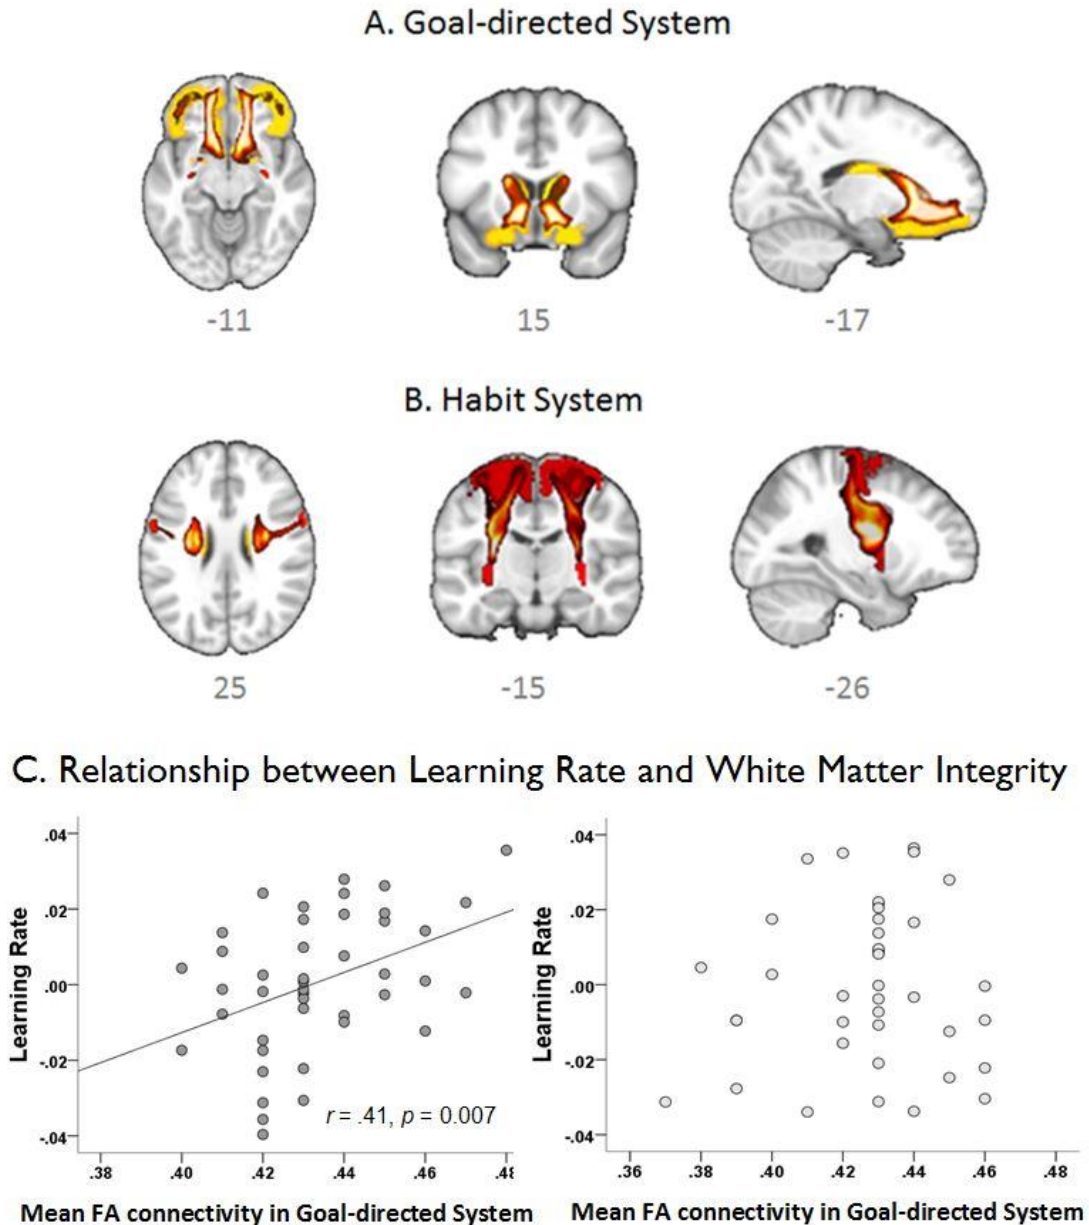 A. Goal-directed System
-11 15 -17
B. Habit System
25 -15 -26
C. Relationship between Learning Rate and White Matter Integrity
.04
.02
.00
-.02
-.04
Learning Rate
r = .41, p = 0.007
.38 .40 .42 .44 .46 .48
Mean FA connectivity in Goal-directed System
.04
.02
.00
-.02
-.04
Learning Rate
.36 .38 .40 .42 .44 .46 .48
Mean FA connectivity in Goal-directed System